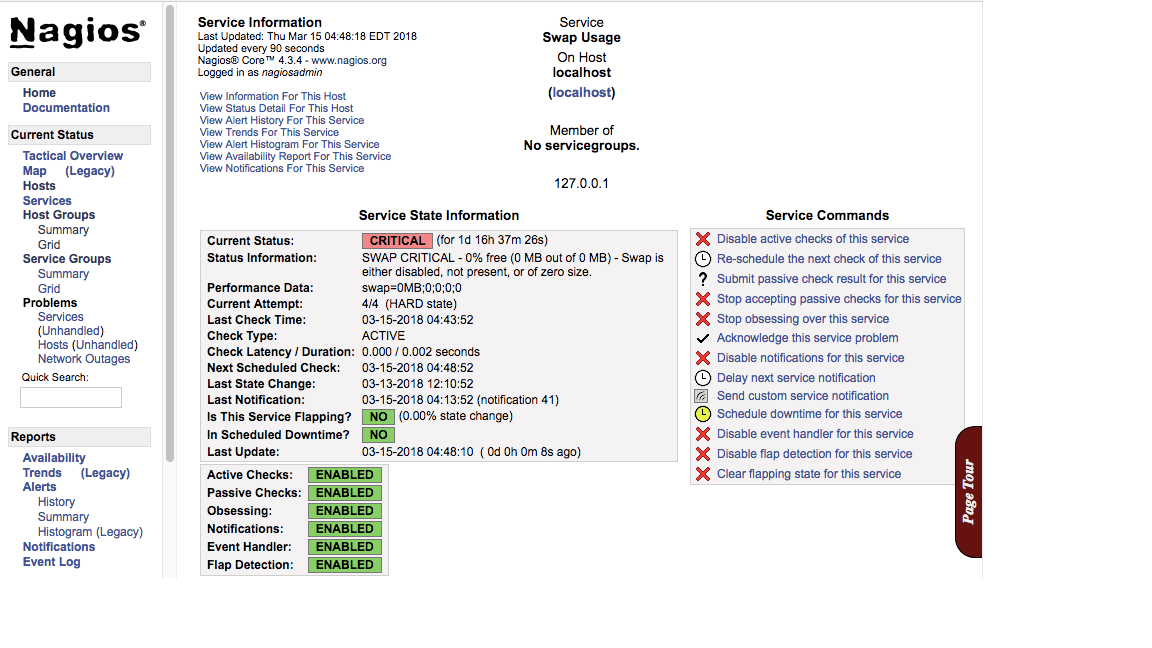 Nagios®
General
Home
Documentation
Current Status
Tactical Overview
Map (Legacy)
Hosts
Services
Host Groups
Summary
Grid
Service Groups
Summary
Grid
Problems
Services
(Unhandled)
Hosts (Unhandled)
Network Outages
Quick Search:
Reports
Availability
Trends (Legacy)
Alerts
History
Summary
Histogram (Legacy)
Notifications
Event Log
Service Information
Last Updated: Thu Mar 15 04:48:18 EDT 2018
Updated every 90 seconds
Nagios® Core™ 4.3.4 - www.nagios.org
Logged in as nagiosadmin
View Information For This Host
View Status Detail For This Host
View Alert History For This Service
View Trends For This Service
View Alert Histogram For This Service
View Availability Report For This Service
View Notifications For This Service
Service
Swap Usage
On Host
localhost
(localhost)
Member of
No servicegroups.
127.0.0.1
Service State Information
Current Status: CRITICAL (for 1d 16h 37m 26s)
Status Information: SWAP CRITICAL - 0% free (0 MB out of 0 MB) - Swap is
either disabled, not present, or of zero size.
Performance Data: swap=0MB;0;0;0;0
Current Attempt: 4/4 (HARD state)
Last Check Time: 03-15-2018 04:43:52
Check Type: ACTIVE
Check Latency / Duration: 0.000 / 0.002 seconds
Next Scheduled Check: 03-15-2018 04:48:52
Last State Change: 03-13-2018 12:10:52
Last Notification: 03-15-2018 04:13:52 (notification 41)
Is This Service Flapping? NO (0.00% state change)
In Scheduled Downtime? NO
Last Update: 03-15-2018 04:48:10 ( 0d 0h 0m 8s ago)
Active Checks: ENABLED
Passive Checks: ENABLED
Obsessing: ENABLED
Notifications: ENABLED
Event Handler: ENABLED
Flap Detection: ENABLED
Service Commands
Disable active checks of this service
Re-schedule the next check of this service
Submit passive check result for this service
Stop accepting passive checks for this service
Stop obsessing over this service
Acknowledge this service problem
Disable notifications for this service
Delay next service notification
Send custom service notification
Schedule downtime for this service
Disable event handler for this service
Disable flap detection for this service
Clear flapping state for this service
Page Tour